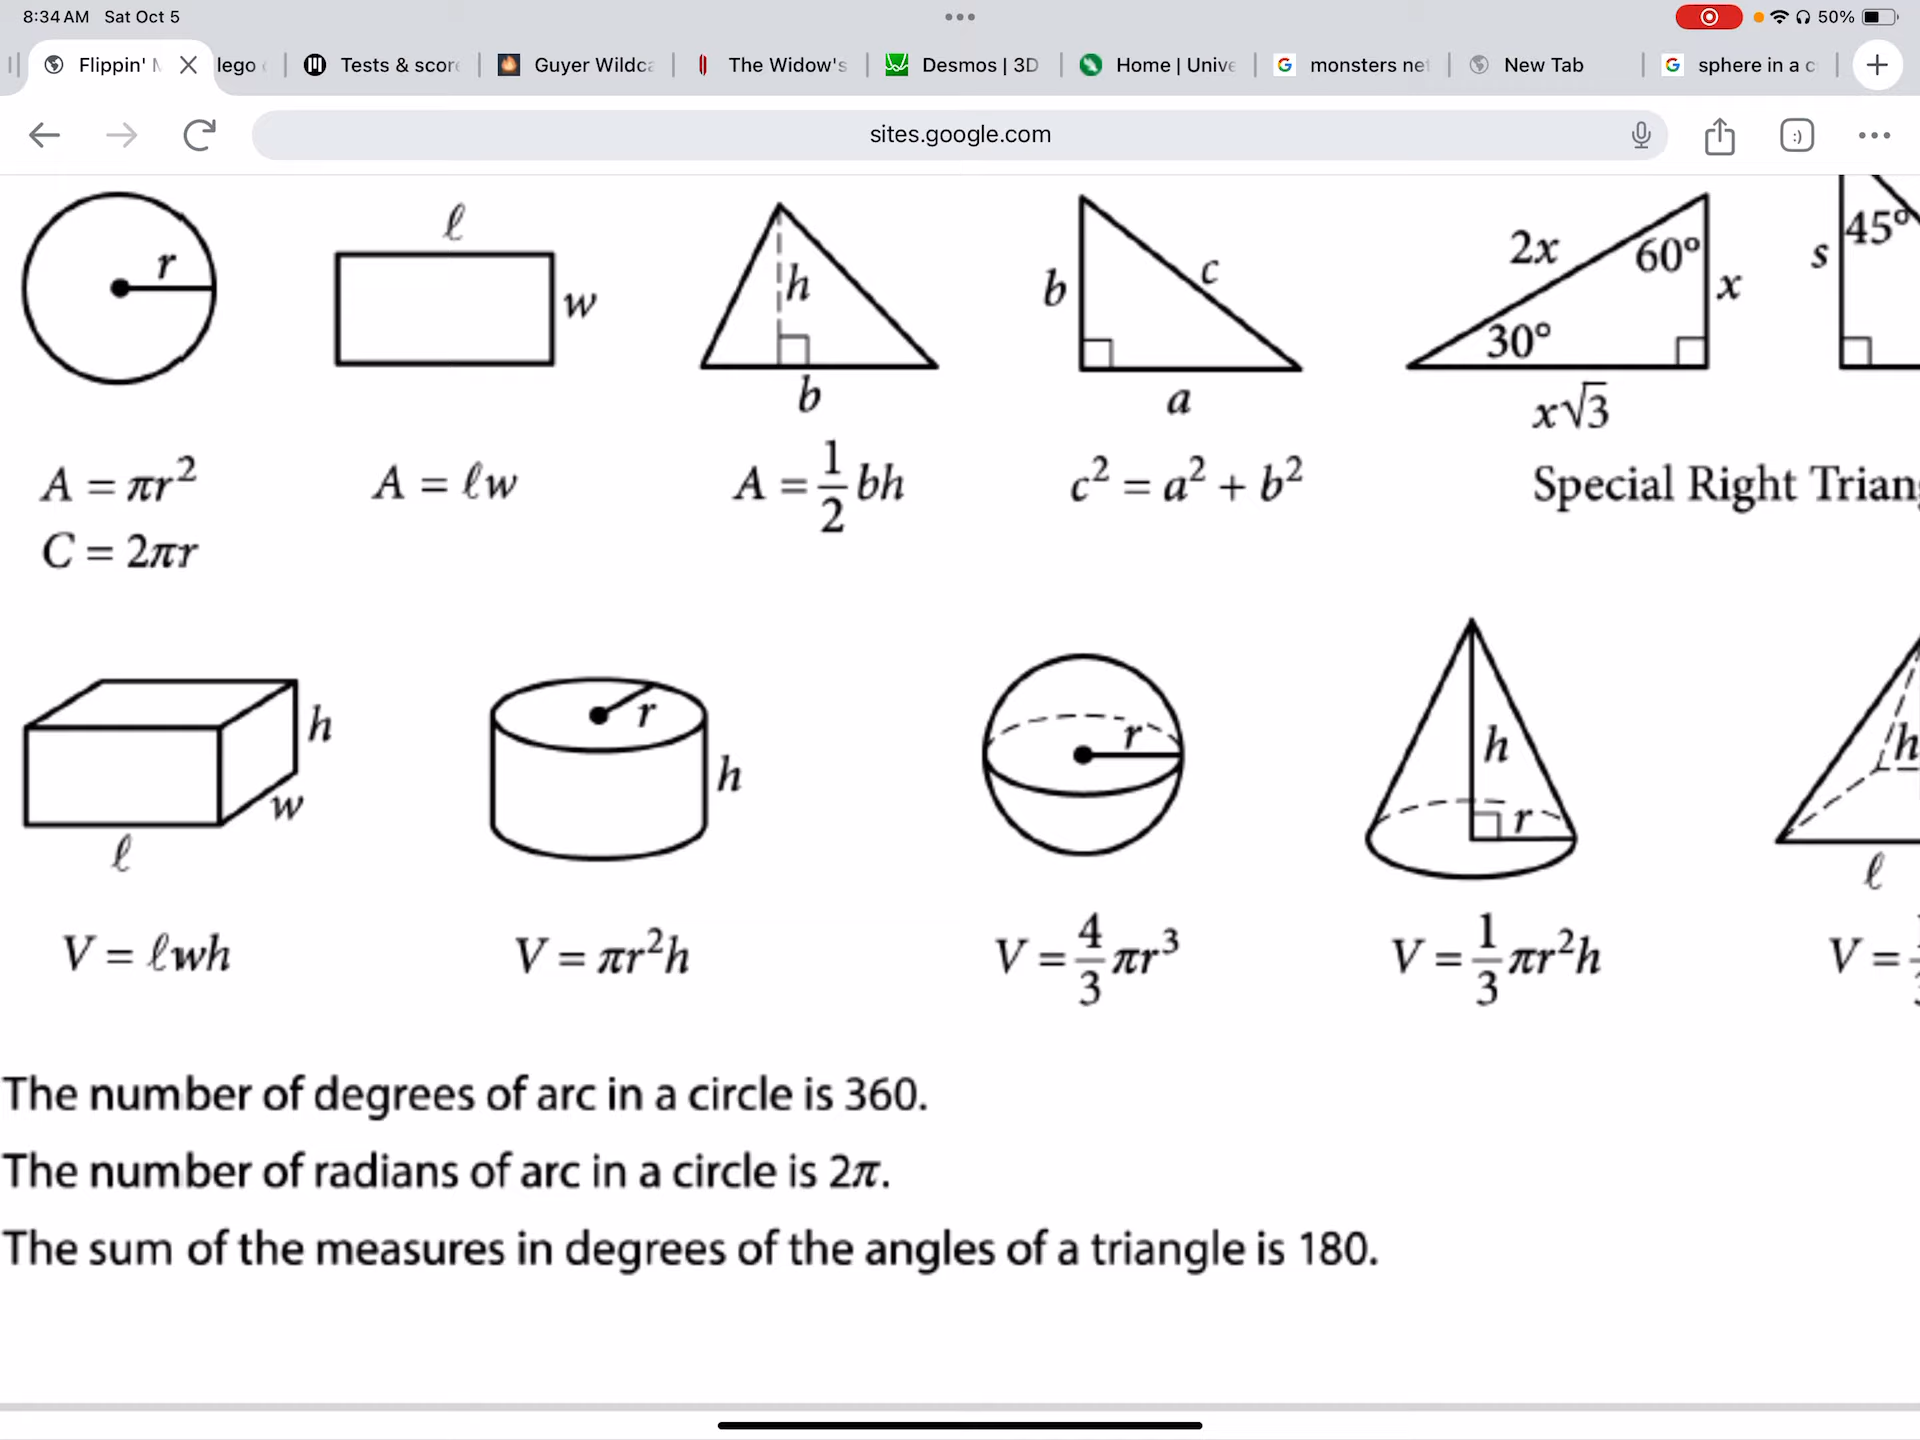 8:34 AM Sat Oct 5
50%
Flippin' lego Tests & score Guyer Wildca The Widow's Desmos | 3D Home | Unive monsters net New Tab sphere in a c
sites.google.com
r
ℓ
w
h
b
b
c
a
2x
60°
30°
x
x√3
s
45°
A = πr² A = ℓw A = 1/2 bh c² = a² + b² Special Right Triang
C = 2πr
h
w
ℓ
r
h
r
h
r
h
ℓ
V = ℓwh V = πr²h V = 4/3 πr³ V = 1/3 πr²h V =
The number of degrees of arc in a circle is 360.
The number of radians of arc in a circle is 2π.
The sum of the measures in degrees of the angles of a triangle is 180.